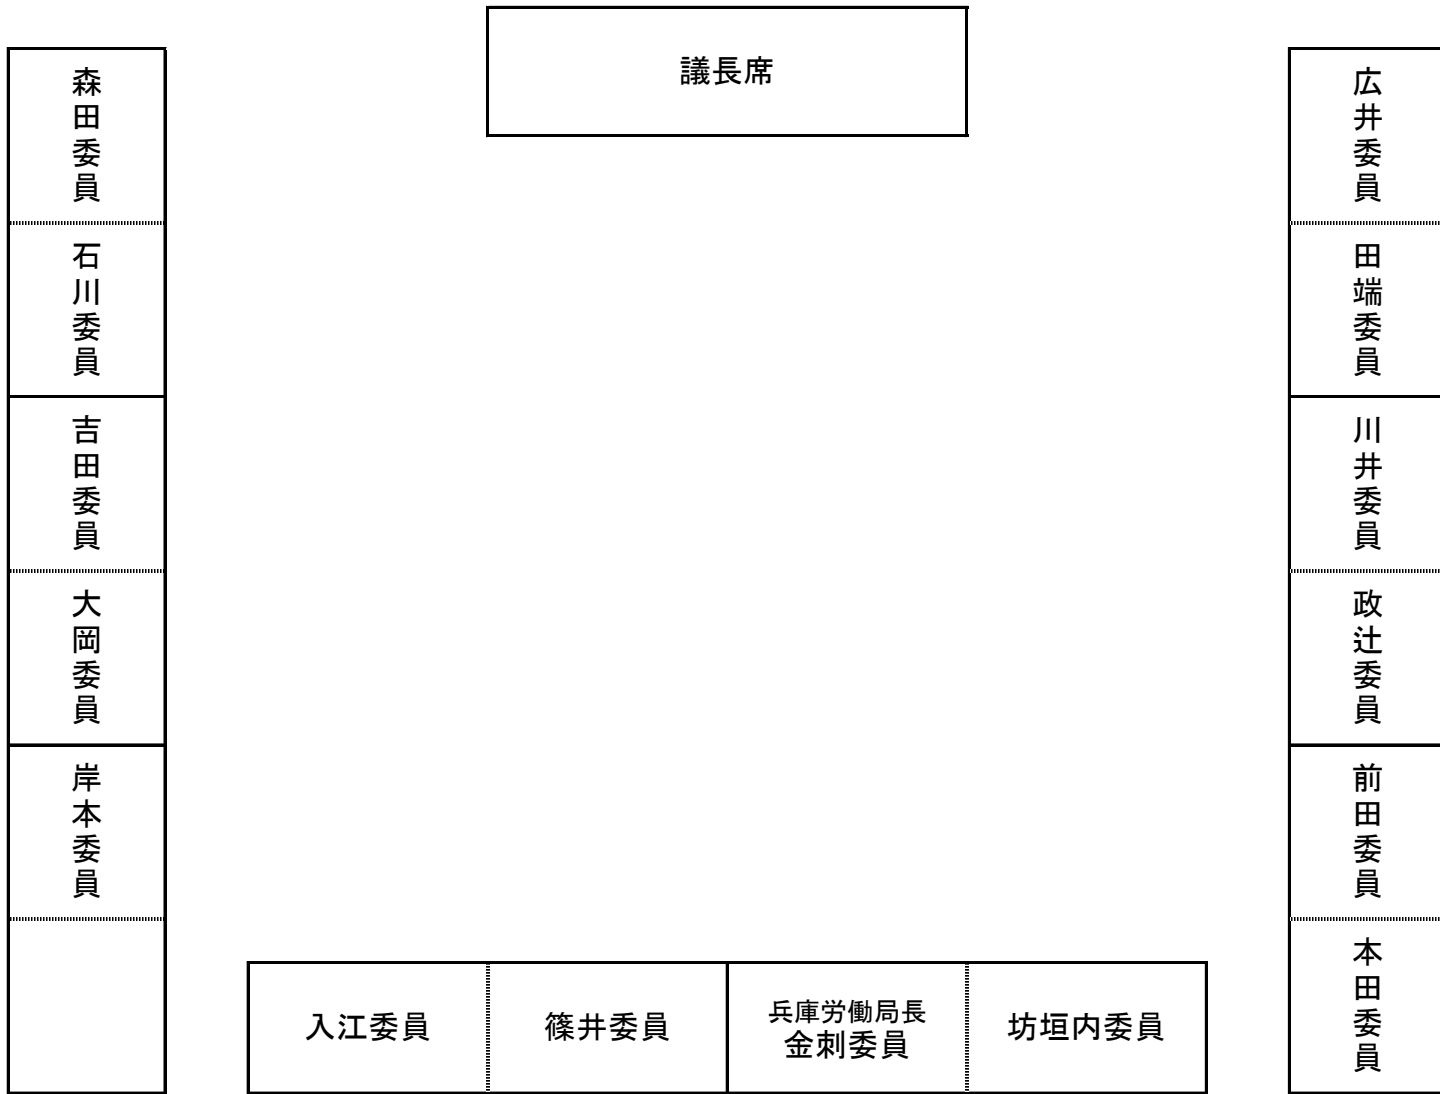 議長席
森田委員
石川委員
吉田委員
大岡委員
岸本委員
広井委員
田端委員
川井委員
政辻委員
前田委員
本田委員
入江委員
篠井委員
兵庫労働局長
金刺委員
坊垣内委員